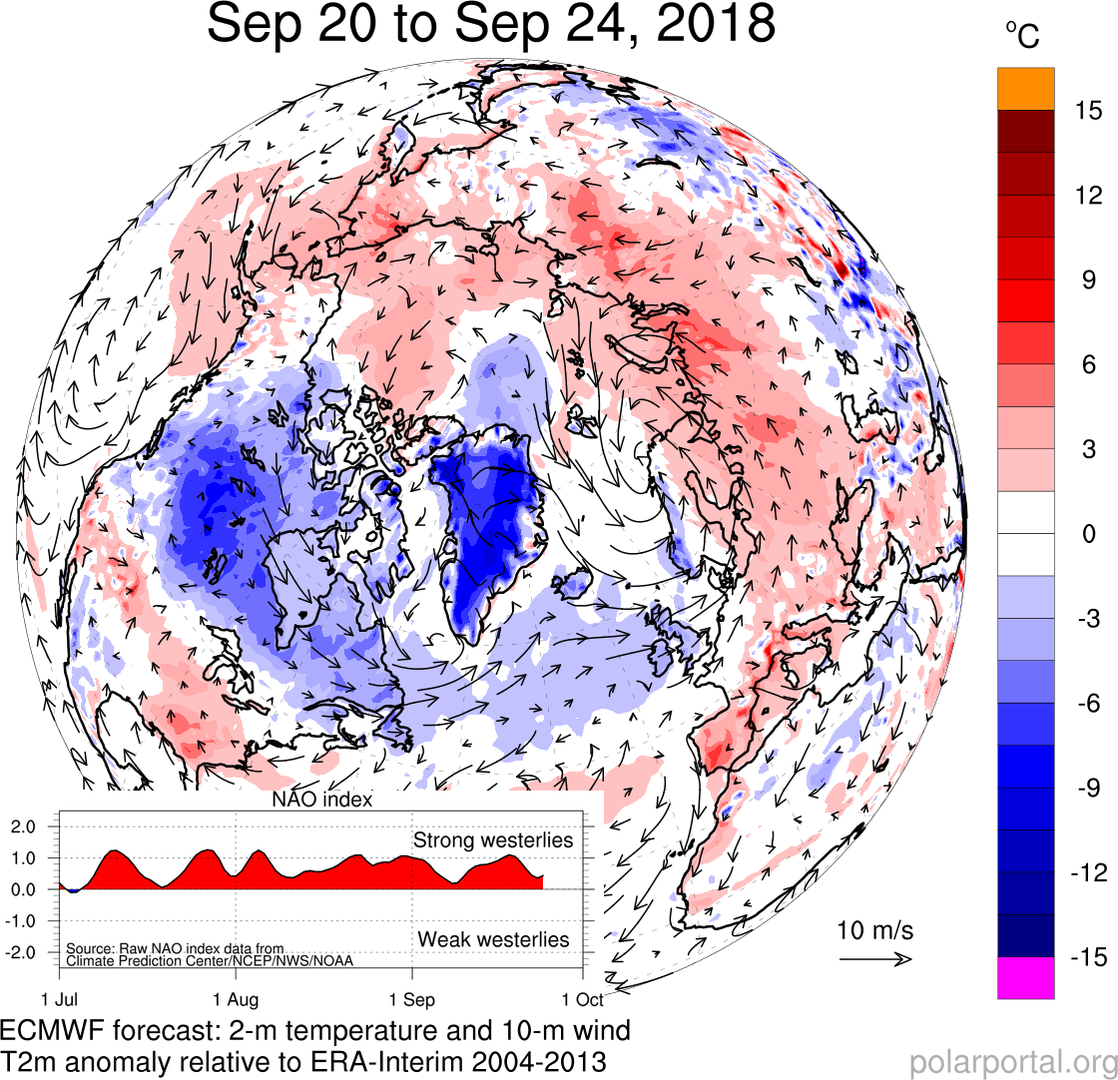 Sep 20 to Sep 24, 2018
°C
15
12
9
6
3
0
-3
-6
-9
-12
-15
NAO index
2.0
1.0
0.0
-1.0
-2.0
Strong westerlies
Weak westerlies
Source: Raw NAO index data from
Climate Prediction Center/NCEP/NWS/NOAA
1 Jul
1 Aug
1 Sep
1 Oct
10 m/s
ECMWF forecast: 2-m temperature and 10-m wind
T2m anomaly relative to ERA-Interim 2004-2013
polarportal.org